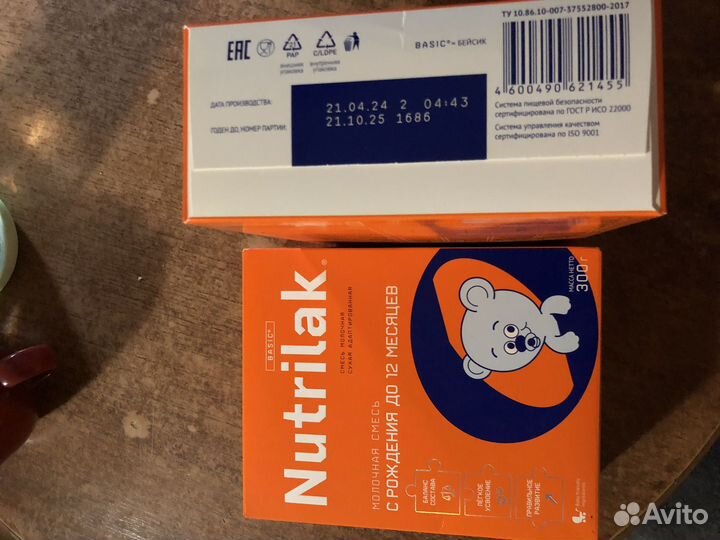 EAC
21
PAP
C/LDPE
внешняя
упаковка
внутренняя
упаковка
BASIC®- БЕЙСИК
ТУ 10.86.10-007-37552800-2017
4 600490 621455
Система пищевой безопасности
сертифицирована по ГОСТ Р ИСО 22000
Система управления качеством
сертифицирована по ISO 9001
ДАТА ПРОИЗВОДСТВА:
ГОДЕН ДО, НОМЕР ПАРТИИ:
21.04.24 2 04:43
21.10.25 1686
BASIC®
Nutrilak®
СМЕСЬ МОЛОЧНАЯ
СУХАЯ АДАПТИРОВАННАЯ
МОЛОЧНАЯ СМЕСЬ
С РОЖДЕНИЯ ДО 12 МЕСЯЦЕВ
БАЛАНС
СОСТАВА
ЛЁГКОЕ
УСВОЕНИЕ
ПРАВИЛЬНОЕ
РАЗВИТИЕ
МАССА НЕТТО
300 г
Avito